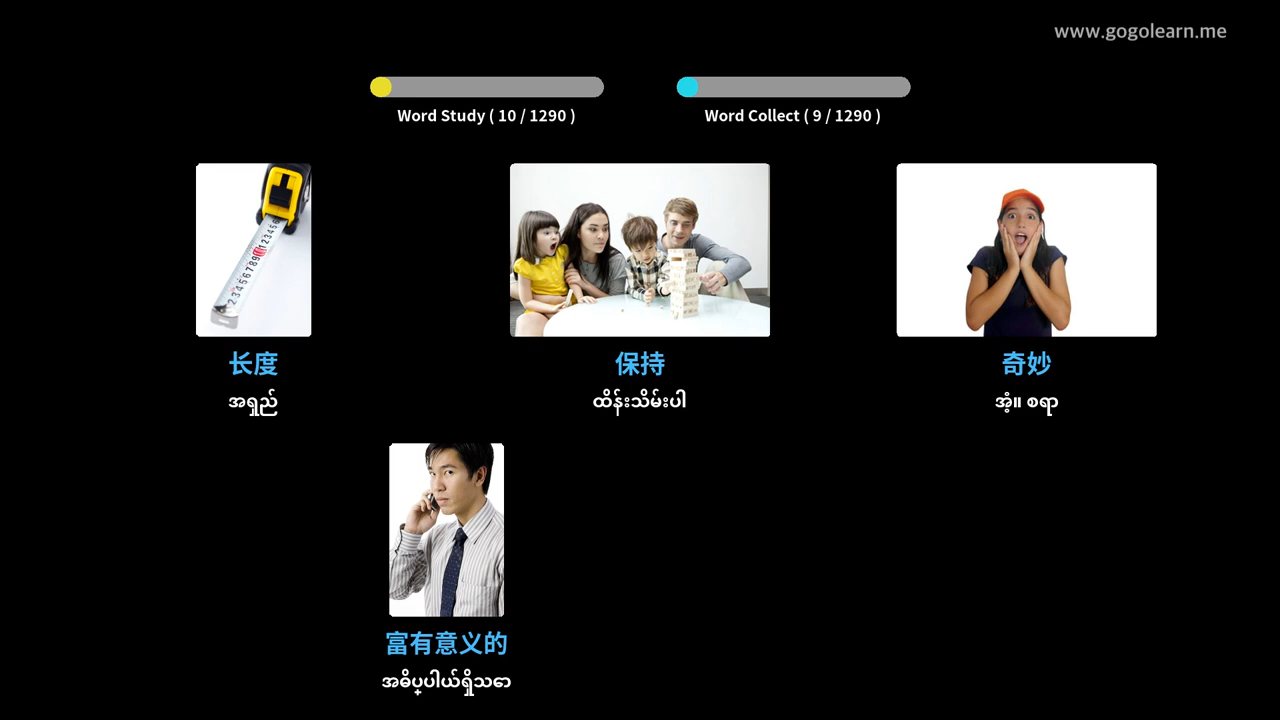 www.gogolearn.me
Word Study ( 10 / 1290 )
Word Collect ( 9 / 1290 )
长度
保持
奇妙
အရှည်
ထိန်းသိမ်းပါ
အံ့။ စရာ
富有意义的
အဓိပ္ပါယ်ရှိသော